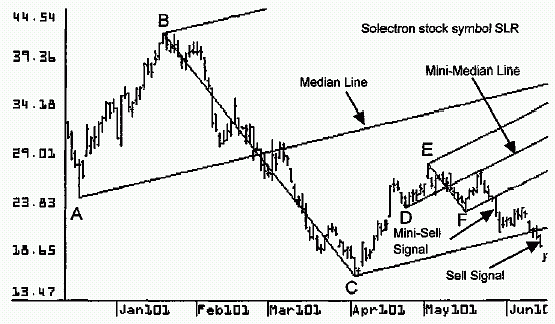 44.54
B
Solectron stock symbol SLR
39.36
Mini-Median Line
Median Line
34.18
29.01
E
23.83
A
D
F
Mini-Sell
Signal
18.65
Sell Signal
C
13.47
Jan101
Feb101
Mar101
Apr101
May101
Jun10